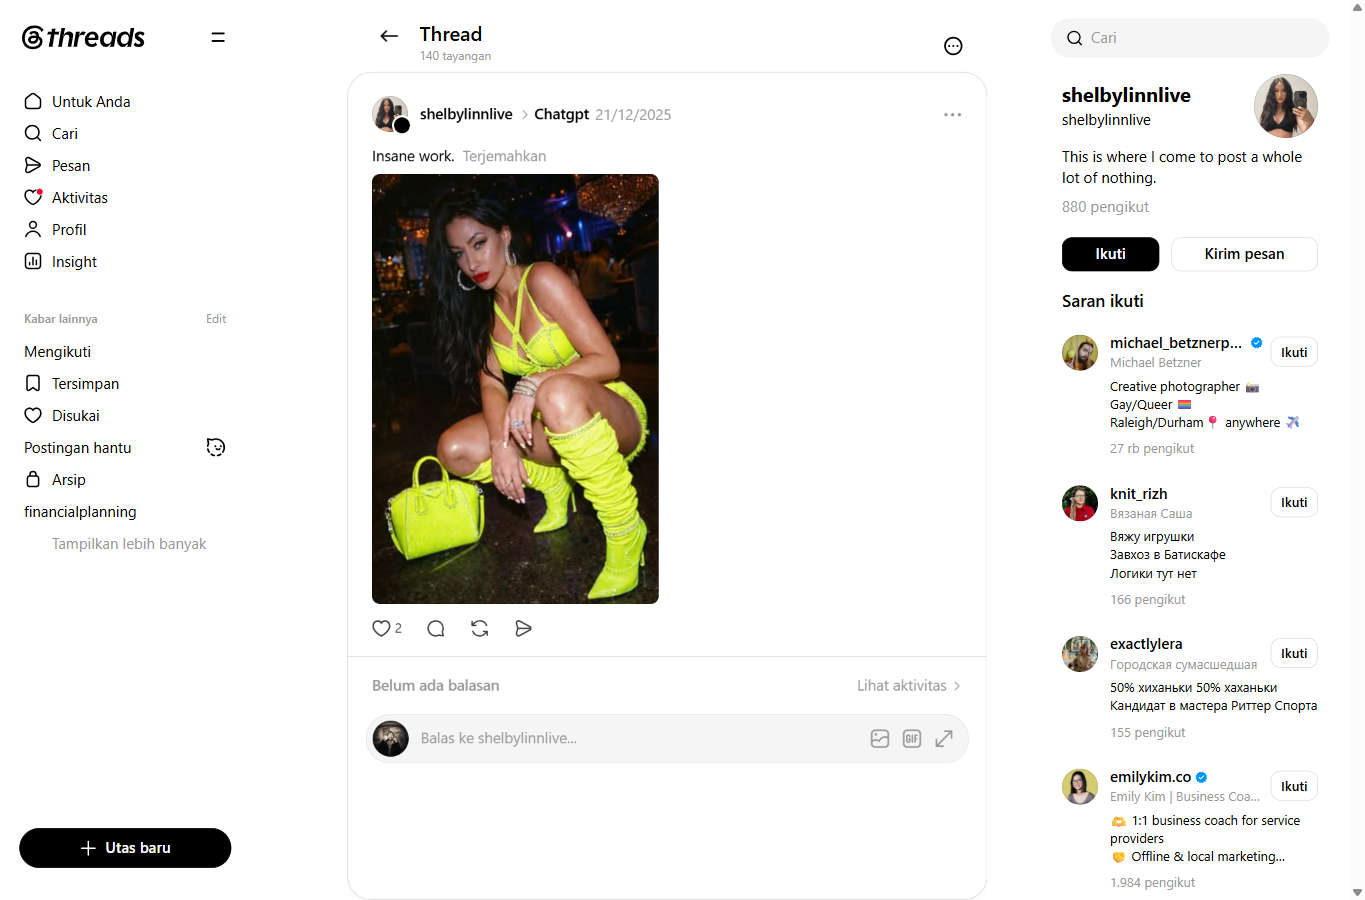 threads
Untuk Anda
Cari
Pesan
Aktivitas
Profil
Insight
Kabar lainnya
Edit
Mengikuti
Tersimpan
Disukai
Postingan hantu
Arsip
financialplanning
Tampilkan lebih banyak
Utas baru
Thread
140 tayangan
shelbylinnlive > Chatgpt 21/12/2025
Insane work. Terjemahkan
2
Belum ada balasan
Lihat aktivitas >
Balas ke shelbylinnlive...
GIF
Cari
shelbylinnlive
shelbylinnlive
This is where I come to post a whole
lot of nothing.
880 pengikut
Ikuti
Kirim pesan
Saran ikuti
michael_betznerp...
Ikuti
Michael Betzner
Creative photographer 📸
Gay/Queer 🏳️‍🌈
Raleigh/Durham📍 anywhere ✈️
27 rb pengikut
knit_rizh
Ikuti
Вязаная Саша
Вяжу игрушки
Завхоз в Батискафе
Логики тут нет
166 pengikut
exactlylera
Ikuti
Городская сумасшедшая
50% хиханьки 50% хаханьки
Кандидат в мастера Риттер Спорта
155 pengikut
emilykim.co
Ikuti
Emily Kim | Business Coa...
🫶 1:1 business coach for service
providers
🤝 Offline & local marketing...
1.984 pengikut